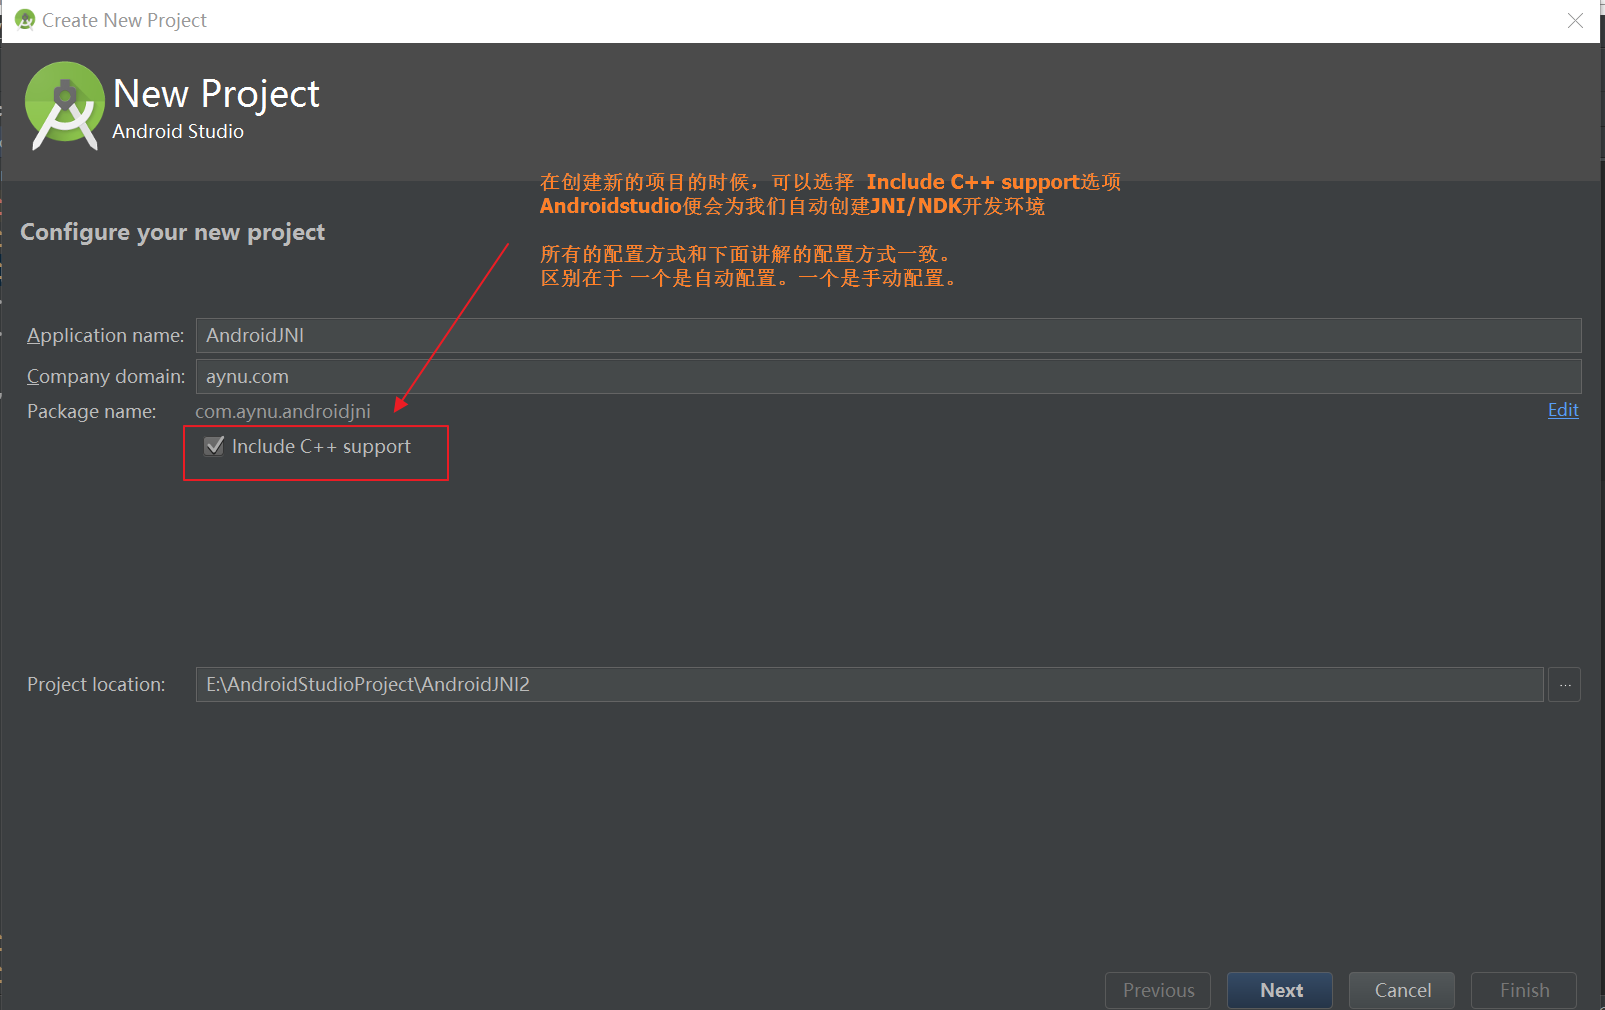 Create New Project
New Project
Android Studio
在创建新的项目的时候，可以选择 Include C++ support选项
Androidstudio便会为我们自动创建JNI/NDK开发环境
Configure your new project
所有的配置方式和下面讲解的配置方式一致。
区别在于 一个是自动配置。一个是手动配置。
Application name: AndroidJNI
Company domain: aynu.com
Package name: com.aynu.androidjni Edit
Include C++ support
Project location: E:\AndroidStudioProject\AndroidJNI2 ...
Previous Next Cancel Finish